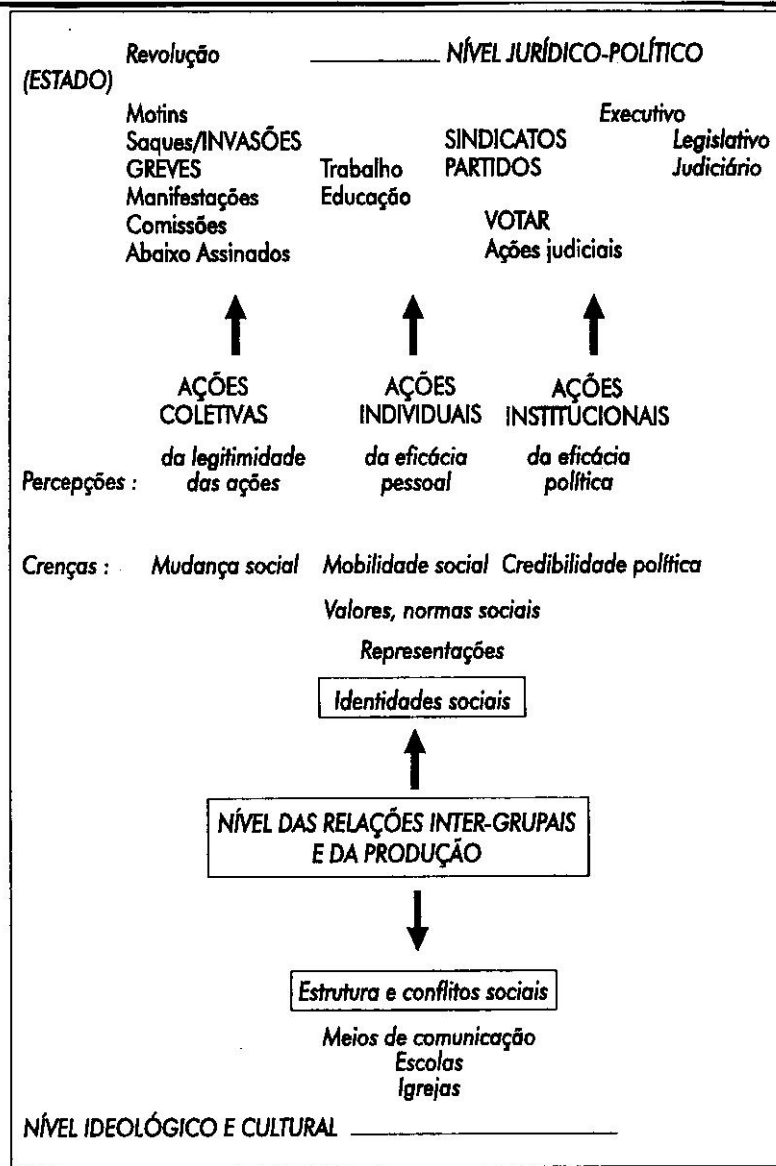 Revolução NÍVEL JURÍDICO-POLÍTICO
(ESTADO)
Motins Executivo
Saques/INVASÕES SINDICATOS Legislativo
GREVES Trabalho PARTIDOS Judiciário
Manifestações Educação
Comissões VOTAR
Abaixo Assinados Ações judiciais
AÇÕES AÇÕES AÇÕES
COLETIVAS INDIVIDUAIS INSTITUCIONAIS
da legitimidade da eficácia da eficácia
Percepções : das ações pessoal política
Crenças : Mudança social Mobilidade social Credibilidade política
Valores, normas sociais
Representações
Identidades sociais
NÍVEL DAS RELAÇÕES INTER-GRUPAIS
E DA PRODUÇÃO
Estrutura e conflitos sociais
Meios de comunicação
Escolas
Igrejas
NÍVEL IDEOLÓGICO E CULTURAL